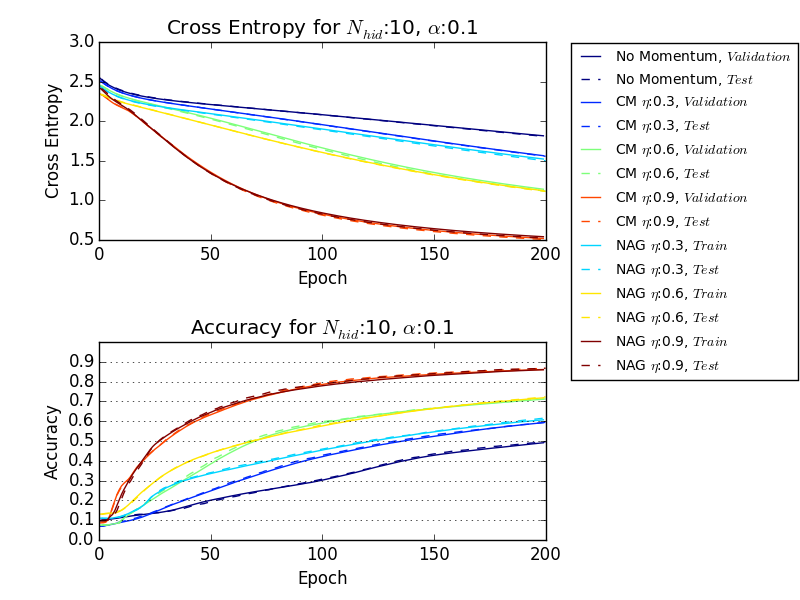 Cross Entropy for N_hid:10, α:0.1
3.0
2.5
2.0
1.5
1.0
0.5
Cross Entropy
0 50 100 150 200
Epoch
Accuracy for N_hid:10, α:0.1
0.9
0.8
0.7
0.6
0.5
0.4
0.3
0.2
0.1
0.0
Accuracy
0 50 100 150 200
Epoch
No Momentum, Validation
No Momentum, Test
CM η:0.3, Validation
CM η:0.3, Test
CM η:0.6, Validation
CM η:0.6, Test
CM η:0.9, Validation
CM η:0.9, Test
NAG η:0.3, Train
NAG η:0.3, Test
NAG η:0.6, Train
NAG η:0.6, Test
NAG η:0.9, Train
NAG η:0.9, Test